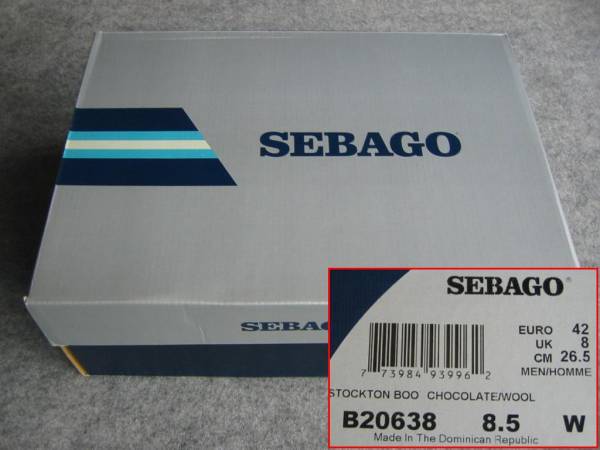 SEBAGO
SEBAGO
SEBAGO®
EURO 42
UK 8
CM 26.5
MEN/HOMME
7 73984 93996 2
STOCKTON BOO CHOCOLATE/WOOL
B20638 8.5 W
Made In The Dominican Republic